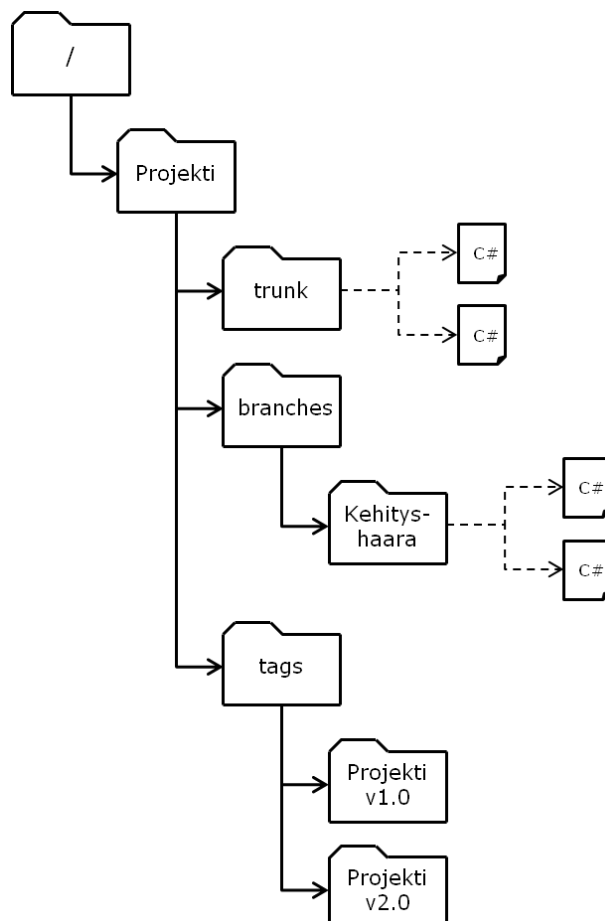 /
Projekti
trunk
C#
C#
branches
Kehitys-
haara
C#
C#
tags
Projekti
v1.0
Projekti
v2.0